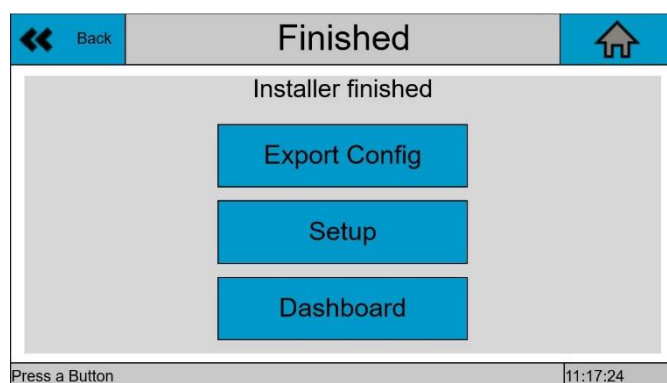 Back
Finished
Installer finished
Export Config
Setup
Dashboard
Press a Button
11:17:24